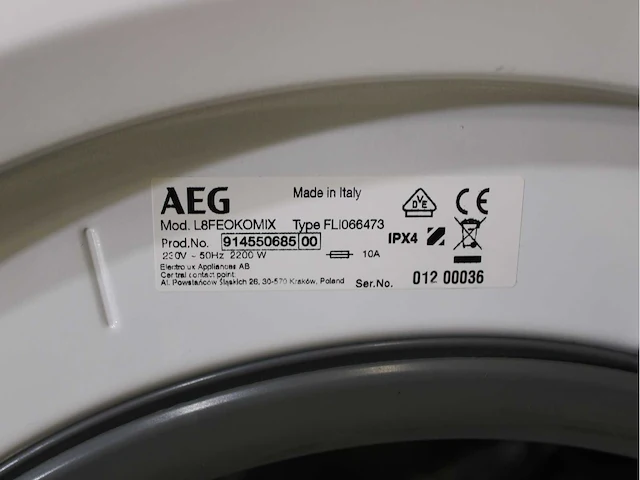 AEG
Made in Italy
Mod. L8FEOKOMIX Type FLI066473
Prod.No. 914550685 00
230V ~ 50Hz 2200 W 10A
IPX4
DVE
Electrolux Appliances AB
Central contact point:
Al. Powstańców Śląskich 26, 30-570 Kraków, Poland
Ser.No. 012 00036